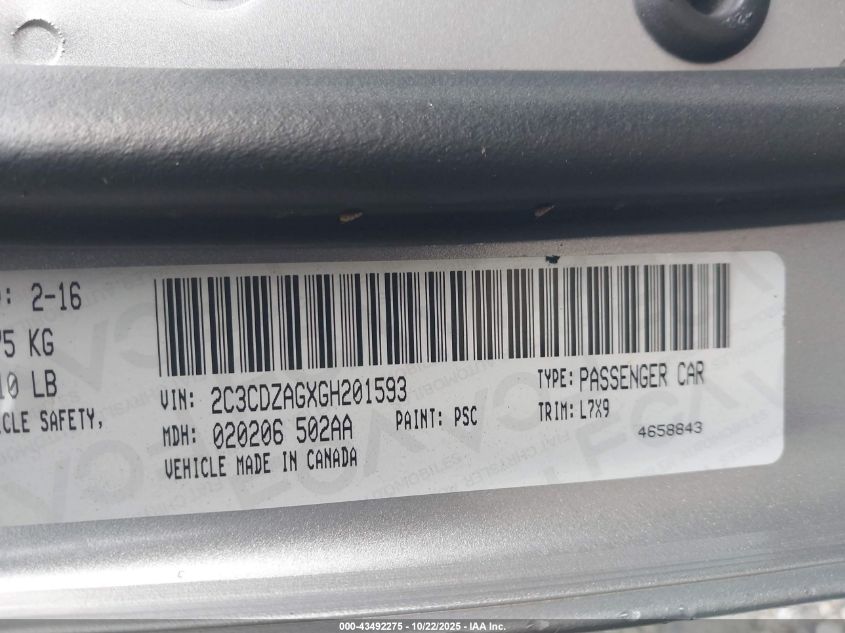 : 2-16
75 KG
10 LB
ICLE SAFETY,
VIN: 2C3CDZAGXGH201593
TYPE: PASSENGER CAR
MDH: 020206 502AA
PAINT: PSC
TRIM: L7X9
VEHICLE MADE IN CANADA
4658843
000-43492275 - 10/22/2025 - IAA Inc.